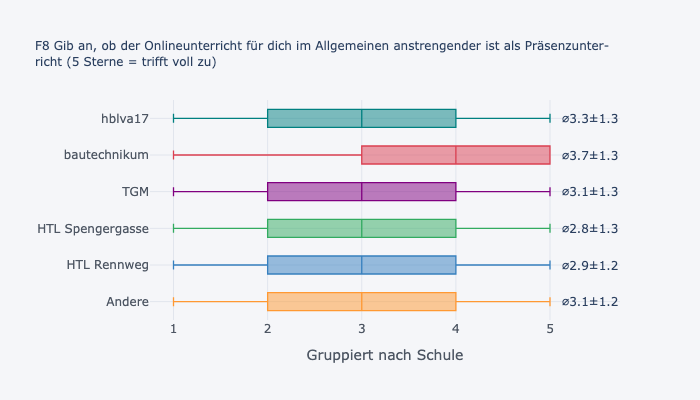 F8 Gib an, ob der Onlineunterricht für dich im Allgemeinen anstrengender ist als Präsenzunter-
richt (5 Sterne = trifft voll zu)
hblva17 ⌀3.3±1.3
bautechnikum ⌀3.7±1.3
TGM ⌀3.1±1.3
HTL Spengergasse ⌀2.8±1.3
HTL Rennweg ⌀2.9±1.2
Andere ⌀3.1±1.2
1 2 3 4 5
Gruppiert nach Schule